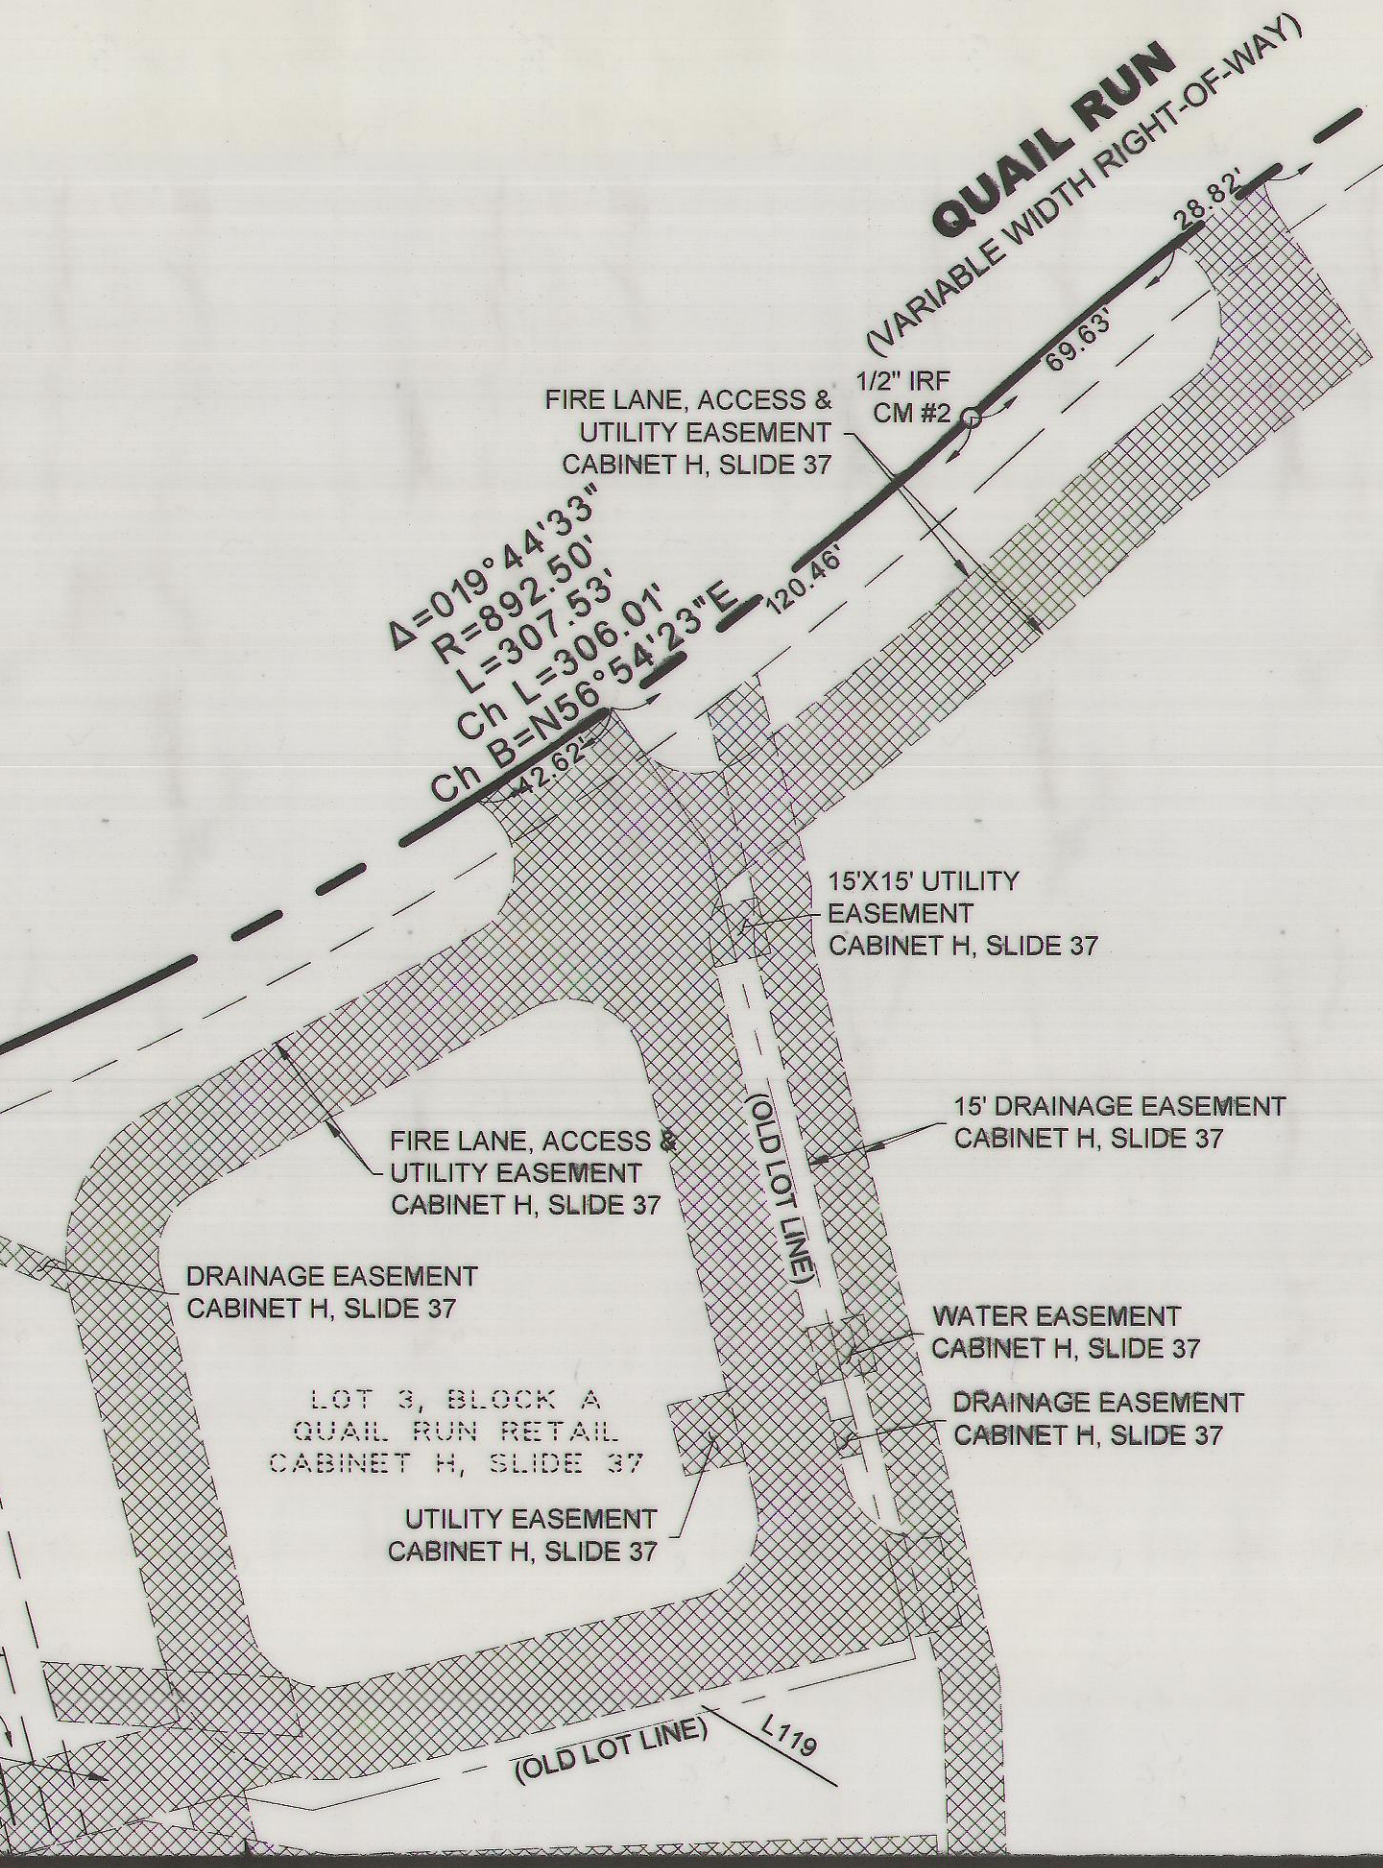 QUAIL RUN
(VARIABLE WIDTH RIGHT-OF-WAY)
28.82'
69.63'
1/2" IRF
CM #2
FIRE LANE, ACCESS &
UTILITY EASEMENT
CABINET H, SLIDE 37
120.46'
Δ=019°44'33"
R=892.50'
L=307.53'
Ch L=306.01'
Ch B=N56°54'23"E
42.62'
15'X15' UTILITY
EASEMENT
CABINET H, SLIDE 37
15' DRAINAGE EASEMENT
CABINET H, SLIDE 37
(OLD LOT LINE)
FIRE LANE, ACCESS &
UTILITY EASEMENT
CABINET H, SLIDE 37
DRAINAGE EASEMENT
CABINET H, SLIDE 37
WATER EASEMENT
CABINET H, SLIDE 37
DRAINAGE EASEMENT
CABINET H, SLIDE 37
LOT 3, BLOCK A
QUAIL RUN RETAIL
CABINET H, SLIDE 37
UTILITY EASEMENT
CABINET H, SLIDE 37
(OLD LOT LINE)
L119